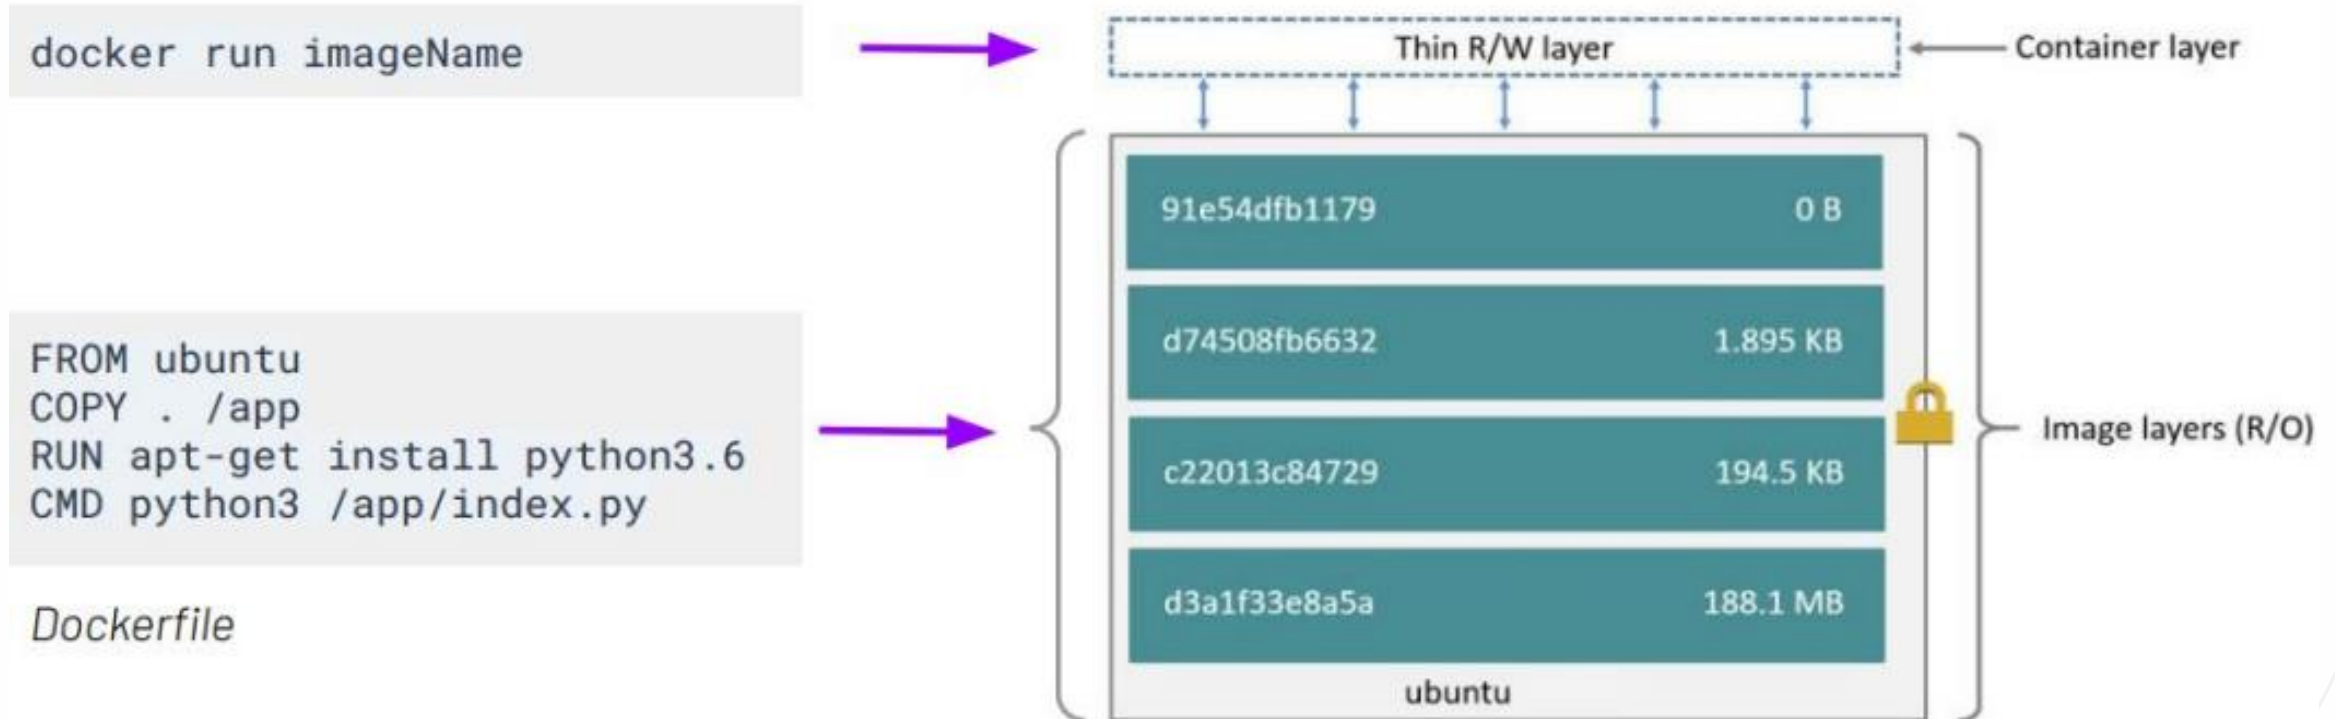 docker run imageName
Thin R/W layer
Container layer
FROM ubuntu
COPY . /app
RUN apt-get install python3.6
CMD python3 /app/index.py
Dockerfile
91e54dfb1179 0 B
d74508fb6632 1.895 KB
c22013c84729 194.5 KB
d3a1f33e8a5a 188.1 MB
ubuntu
Image layers (R/O)